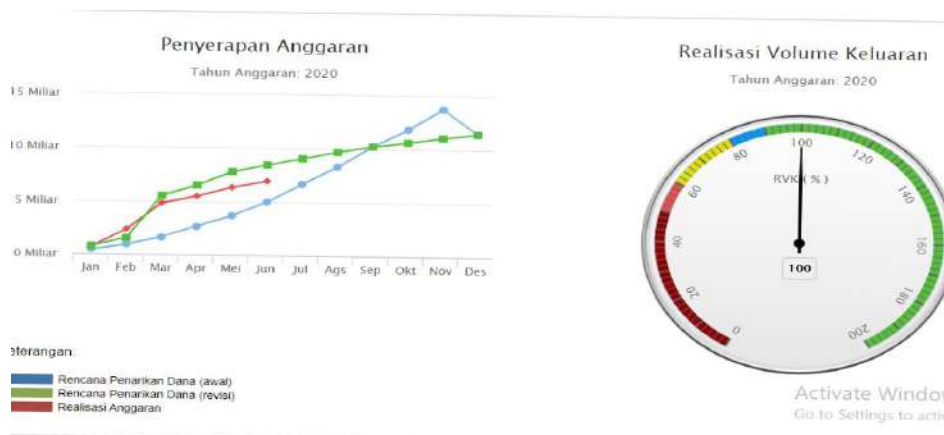 Penyerapan Anggaran
Tahun Anggaran: 2020
15 Miliar
10 Miliar
5 Miliar
0 Miliar
Jan Feb Mar Apr Mei Jun Jul Ags Sep Okt Nov Des
eterangan:
Rencana Penarikan Dana (awal)
Rencana Penarikan Dana (revisi)
Realisasi Anggaran
Realisasi Volume Keluaran
Tahun Anggaran: 2020
0 20 40 60 80 100 120 140 160 180 200
RVK ( % )
100
Activate Window
Go to Settings to activ